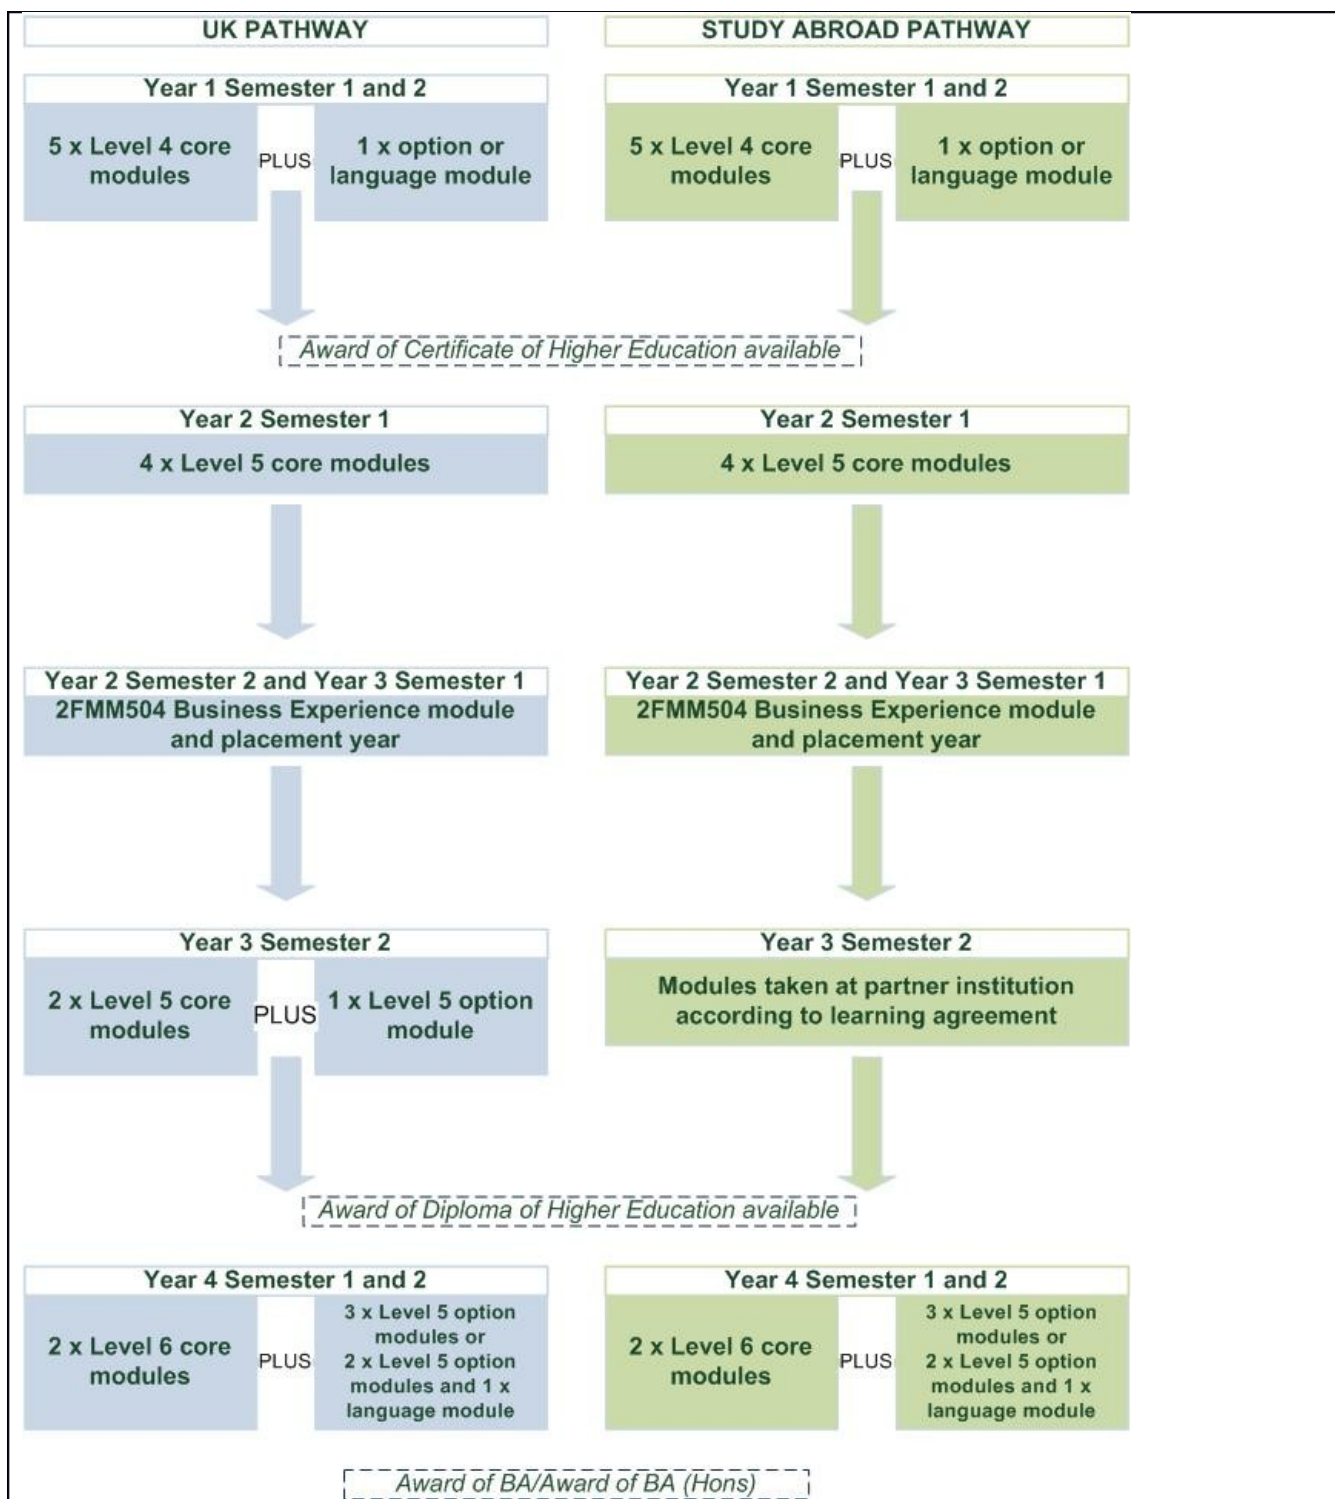 UK PATHWAY
STUDY ABROAD PATHWAY
Year 1 Semester 1 and 2
5 x Level 4 core
modules
PLUS
1 x option or
language module
Year 1 Semester 1 and 2
5 x Level 4 core
modules
PLUS
1 x option or
language module
Award of Certificate of Higher Education available
Year 2 Semester 1
4 x Level 5 core modules
Year 2 Semester 1
4 x Level 5 core modules
Year 2 Semester 2 and Year 3 Semester 1
2FMM504 Business Experience module
and placement year
Year 2 Semester 2 and Year 3 Semester 1
2FMM504 Business Experience module
and placement year
Year 3 Semester 2
2 x Level 5 core
modules
PLUS
1 x Level 5 option
module
Year 3 Semester 2
Modules taken at partner institution
according to learning agreement
Award of Diploma of Higher Education available
Year 4 Semester 1 and 2
2 x Level 6 core
modules
PLUS
3 x Level 5 option
modules or
2 x Level 5 option
modules and 1 x
language module
Year 4 Semester 1 and 2
2 x Level 6 core
modules
PLUS
3 x Level 5 option
modules or
2 x Level 5 option
modules and 1 x
language module
Award of BA/Award of BA (Hons)